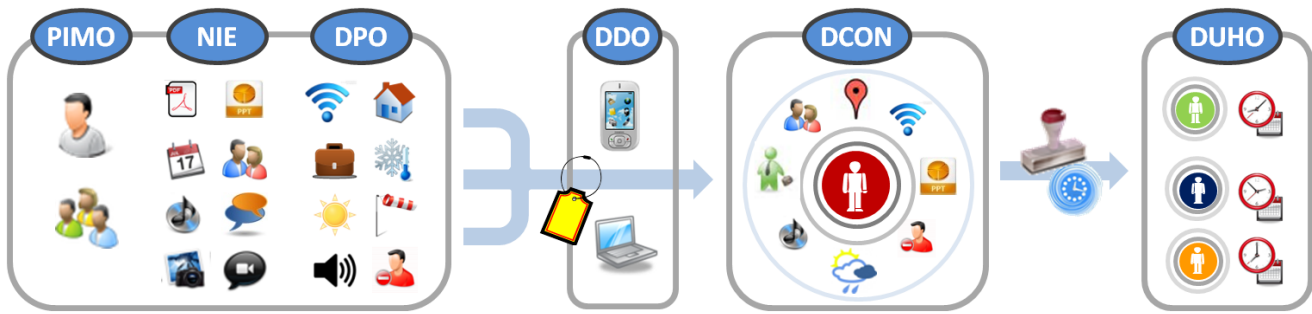 PIMO
NIE
DPO
DDO
DCON
DUHO
PDF
PPT
17
PPT